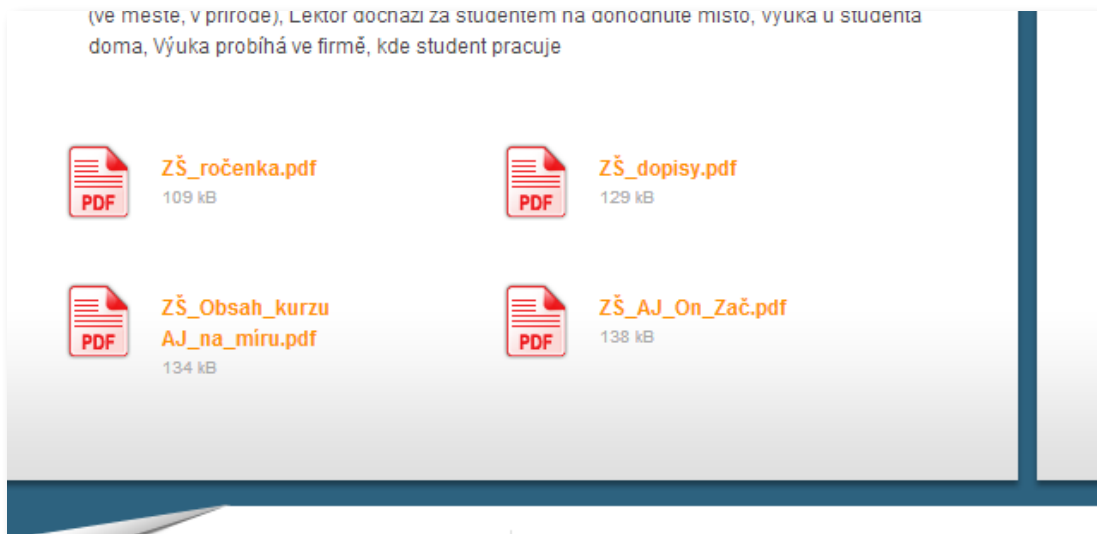 (ve městě, v přírodě), Lektor dochází za studentem na dohodnuté místo, Výuka u studenta
doma, Výuka probíhá ve firmě, kde student pracuje
PDF
ZŠ_ročenka.pdf
109 kB
PDF
ZŠ_dopisy.pdf
129 kB
PDF
ZŠ_Obsah_kurzu
AJ_na_míru.pdf
134 kB
PDF
ZŠ_AJ_On_Zač.pdf
138 kB